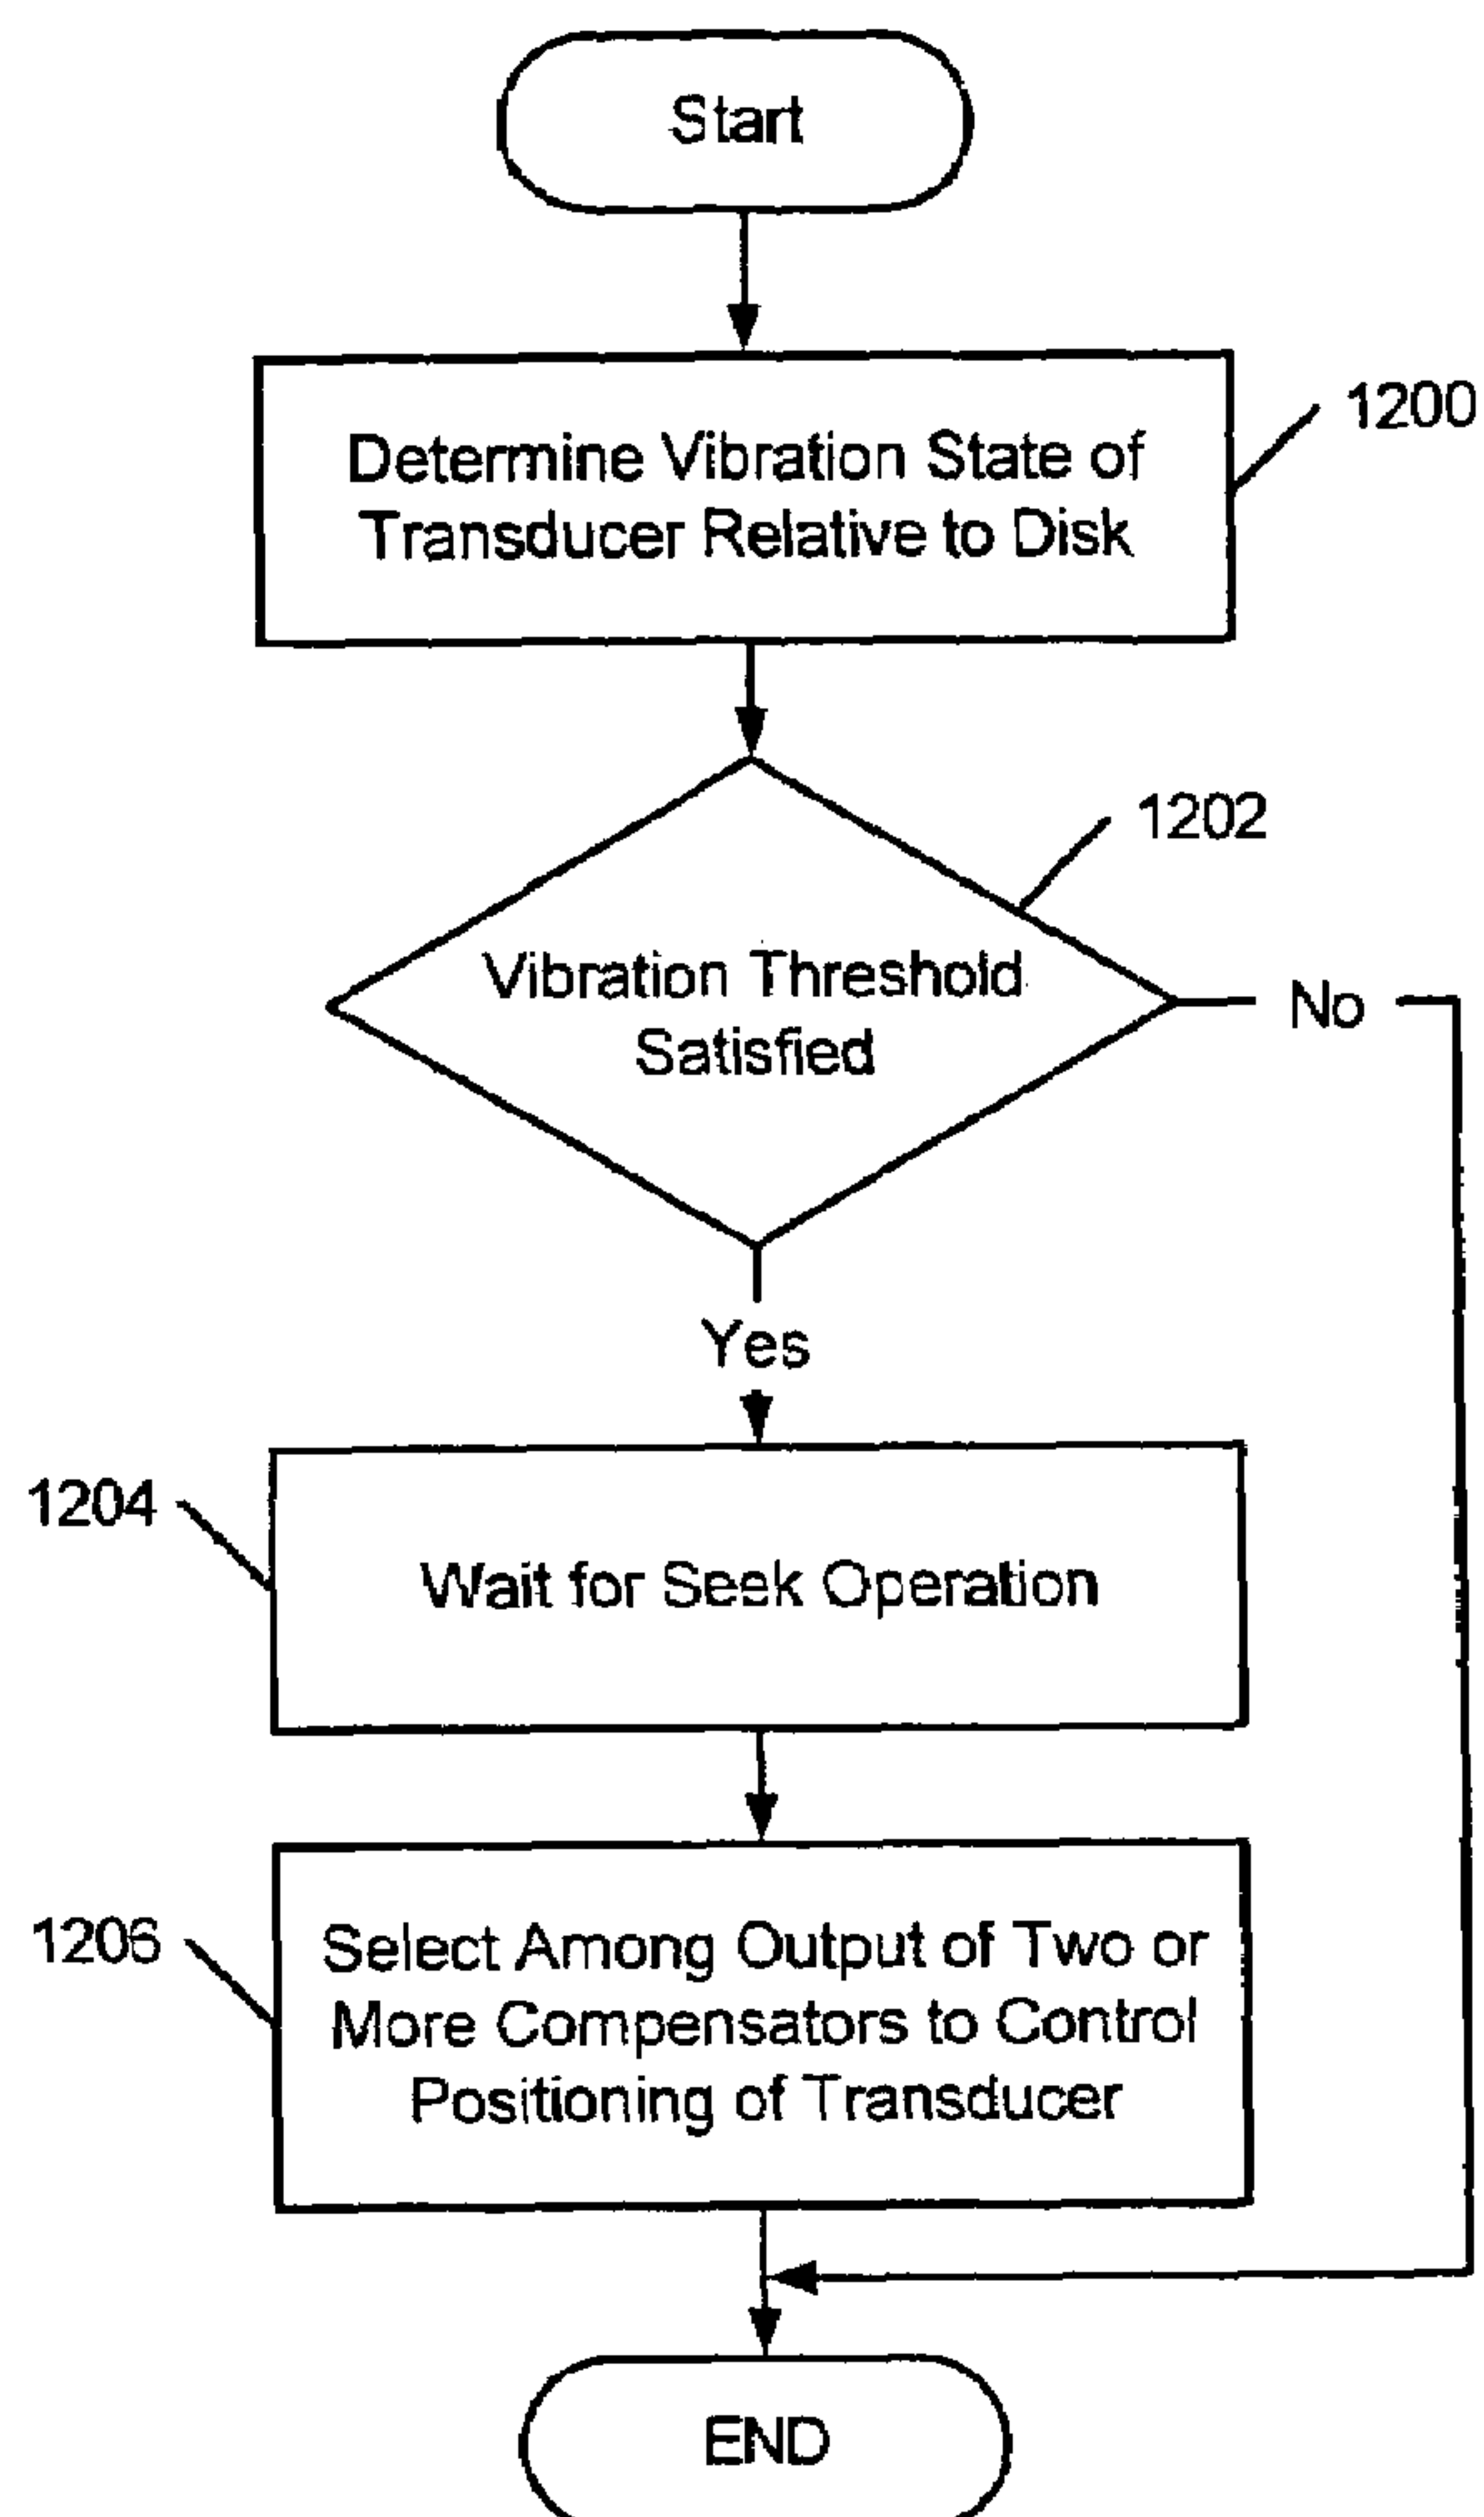 Start
Determine Vibration State of
Transducer Relative to Disk
1200
1202
Vibration Threshold
Satisfied
No
Yes
1204
Wait for Seek Operation
1206
Select Among Output of Two or
More Compensators to Control
Positioning of Transducer
END